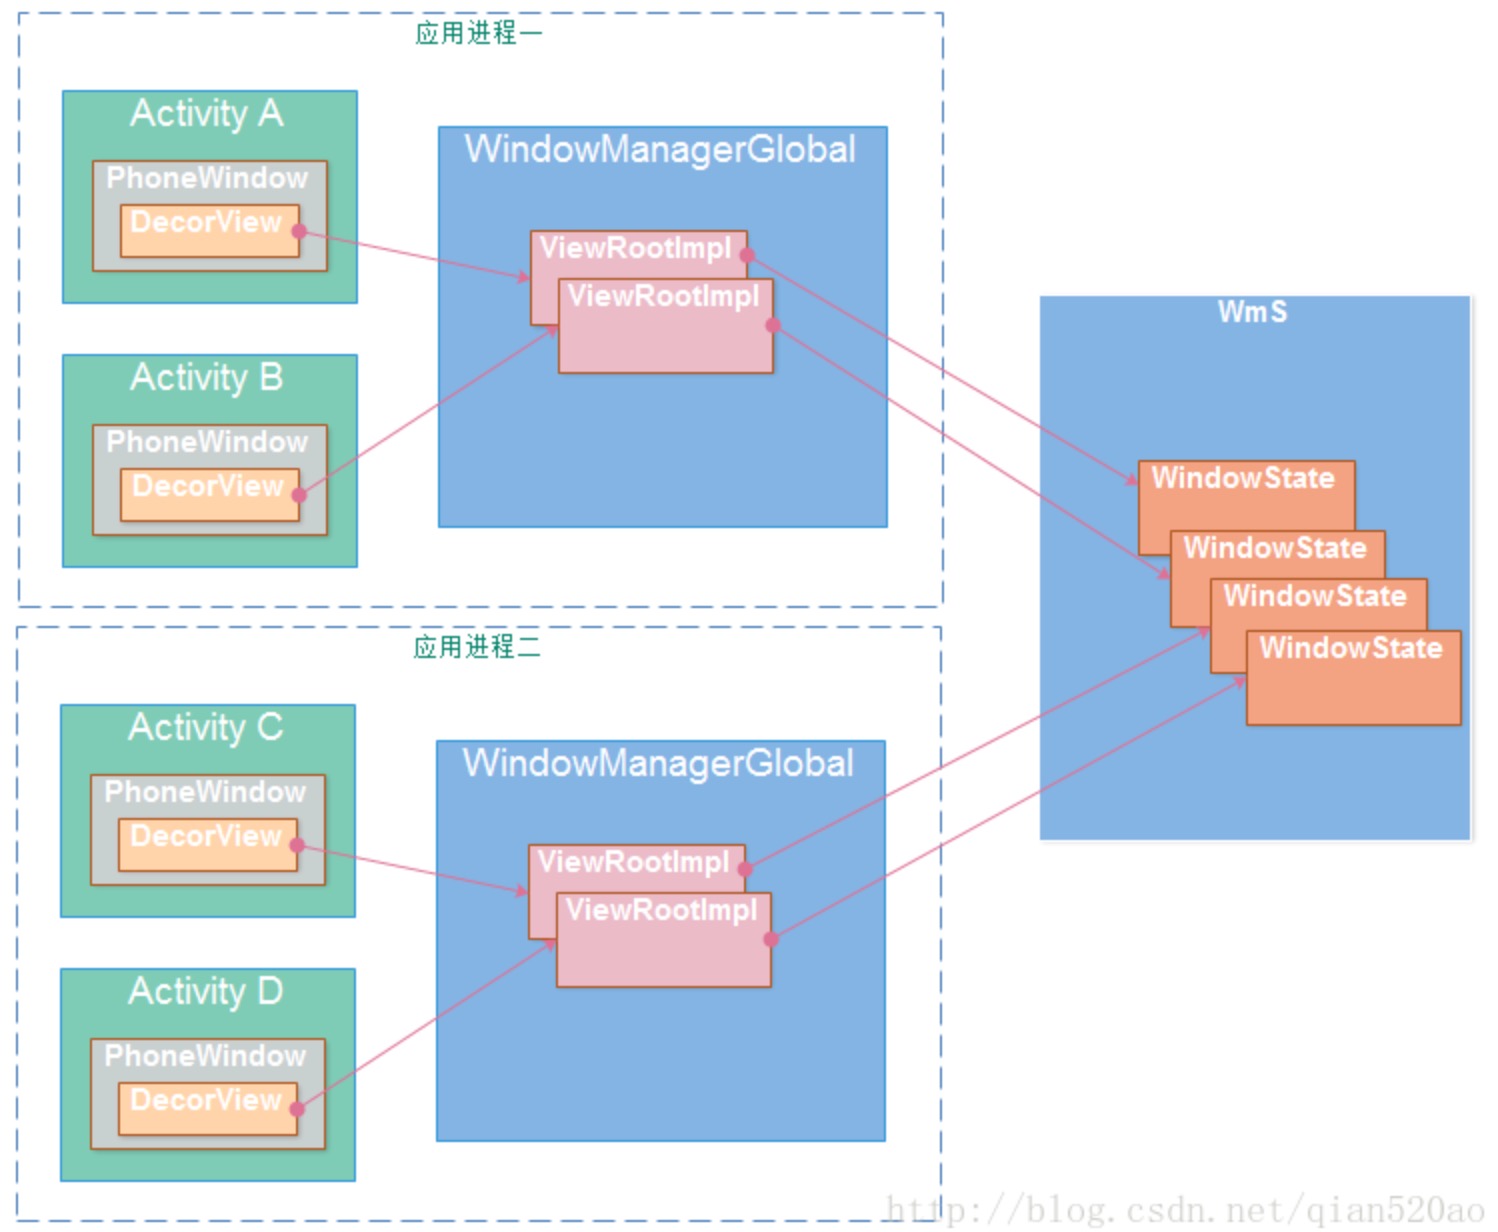 应用进程一
Activity A
PhoneWindow
DecorView
WindowManagerGlobal
ViewRootImpl
ViewRootImpl
Activity B
PhoneWindow
DecorView
WmS
WindowState
WindowState
WindowState
WindowState
应用进程二
Activity C
PhoneWindow
DecorView
WindowManagerGlobal
ViewRootImpl
ViewRootImpl
Activity D
PhoneWindow
DecorView
http://blog.csdn.net/qian520ao